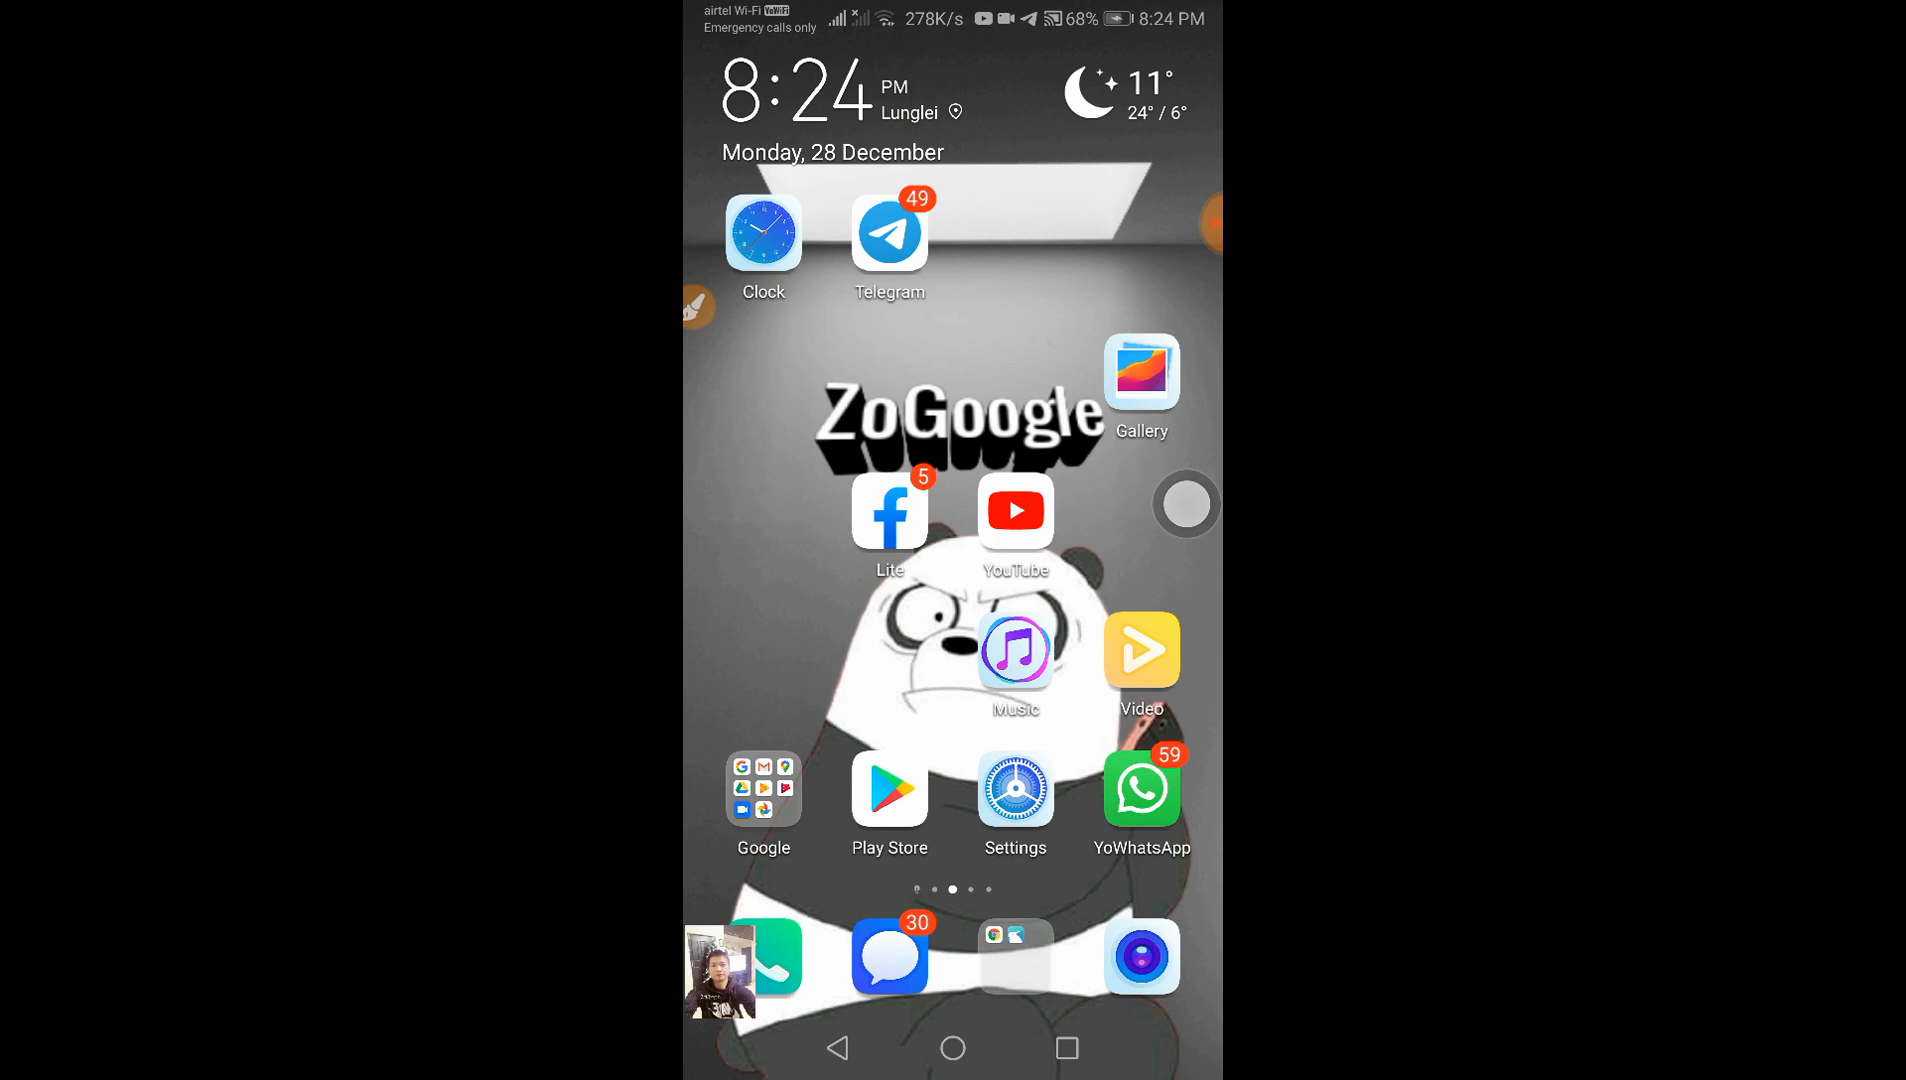 airtel Wi-Fi VoWiFi
Emergency calls only
278K/s
68%
8:24 PM
8:24 PM
Lunglei
11°
24° / 6°
Monday, 28 December
49
Clock
Telegram
Gallery
ZoGoogle
5
Lite
YouTube
Music
Video
59
Google
Play Store
Settings
YoWhatsApp
30